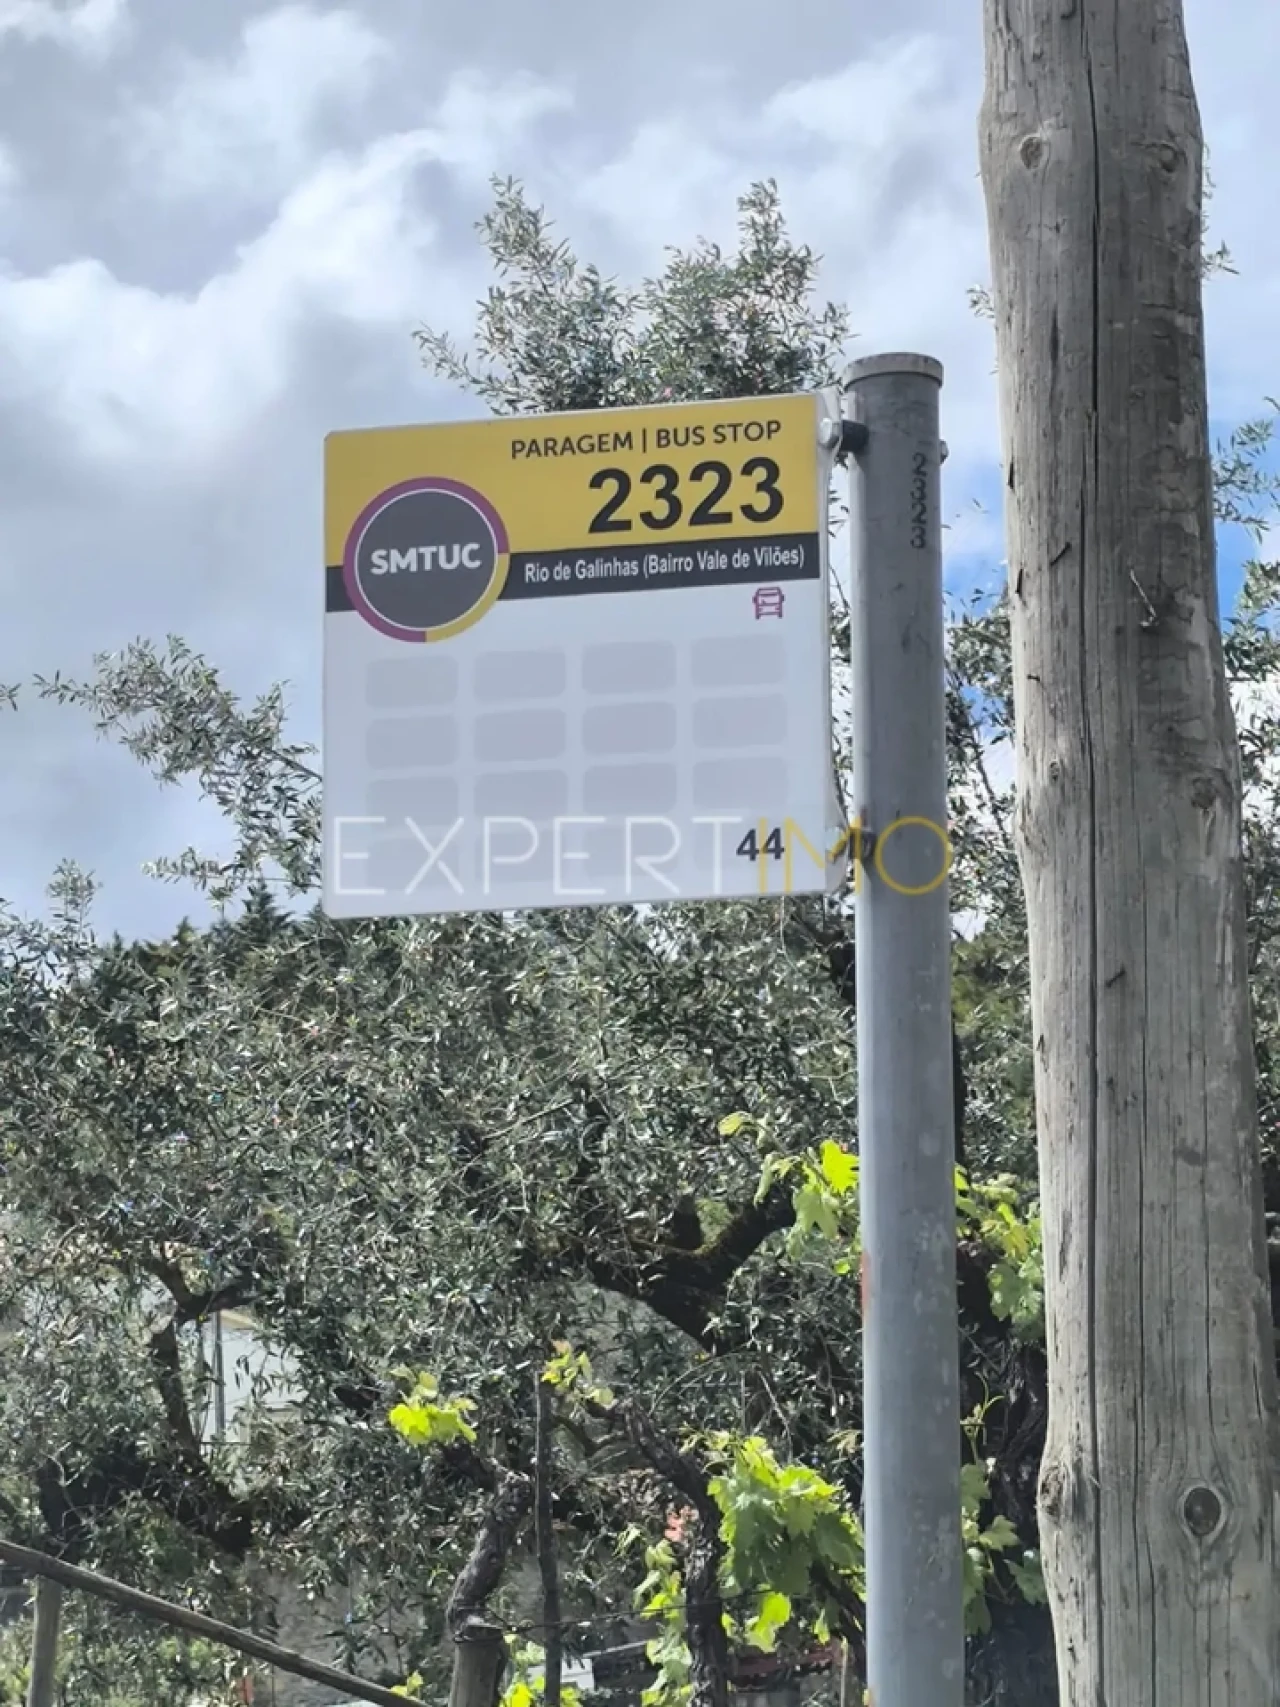 PARAGEM | BUS STOP
2323
SMTUC
Rio de Galinhas (Bairro Vale de Vilões)
44
EXPERTIMO
2323